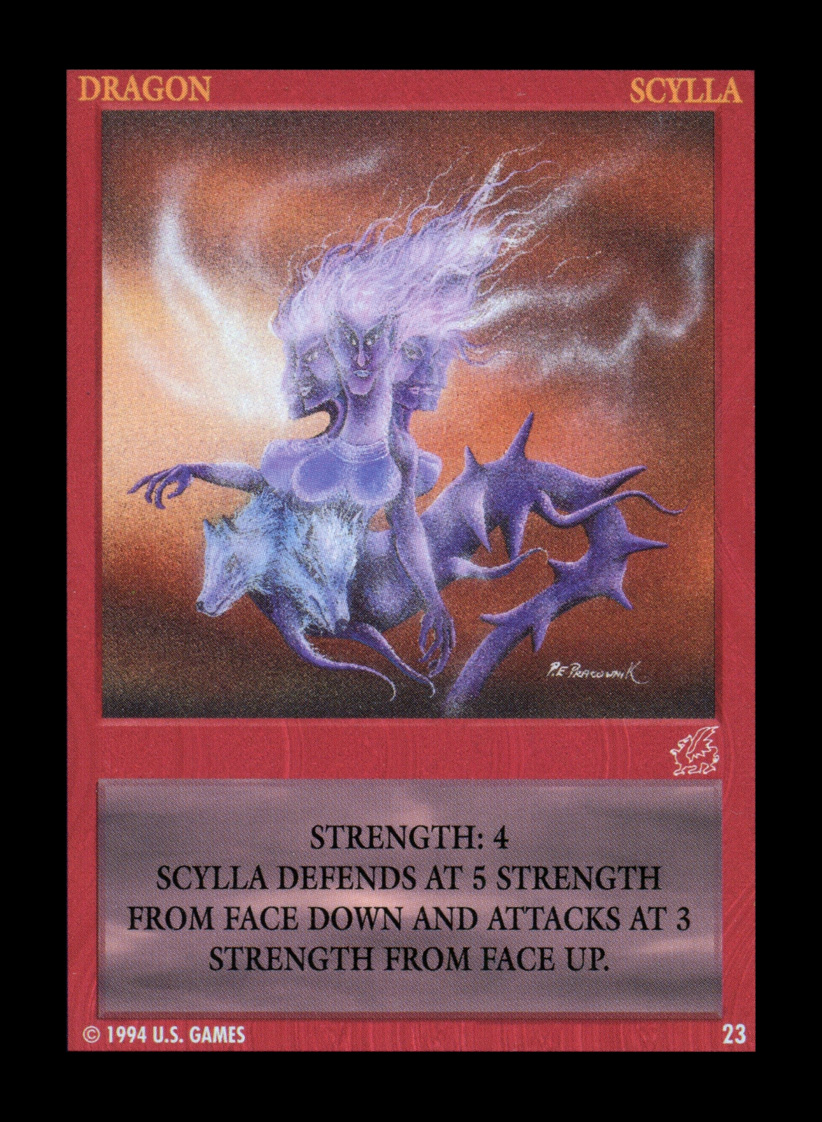 DRAGON
SCYLLA
P.E PRACOWNIK
STRENGTH: 4
SCYLLA DEFENDS AT 5 STRENGTH
FROM FACE DOWN AND ATTACKS AT 3
STRENGTH FROM FACE UP.
© 1994 U.S. GAMES
23